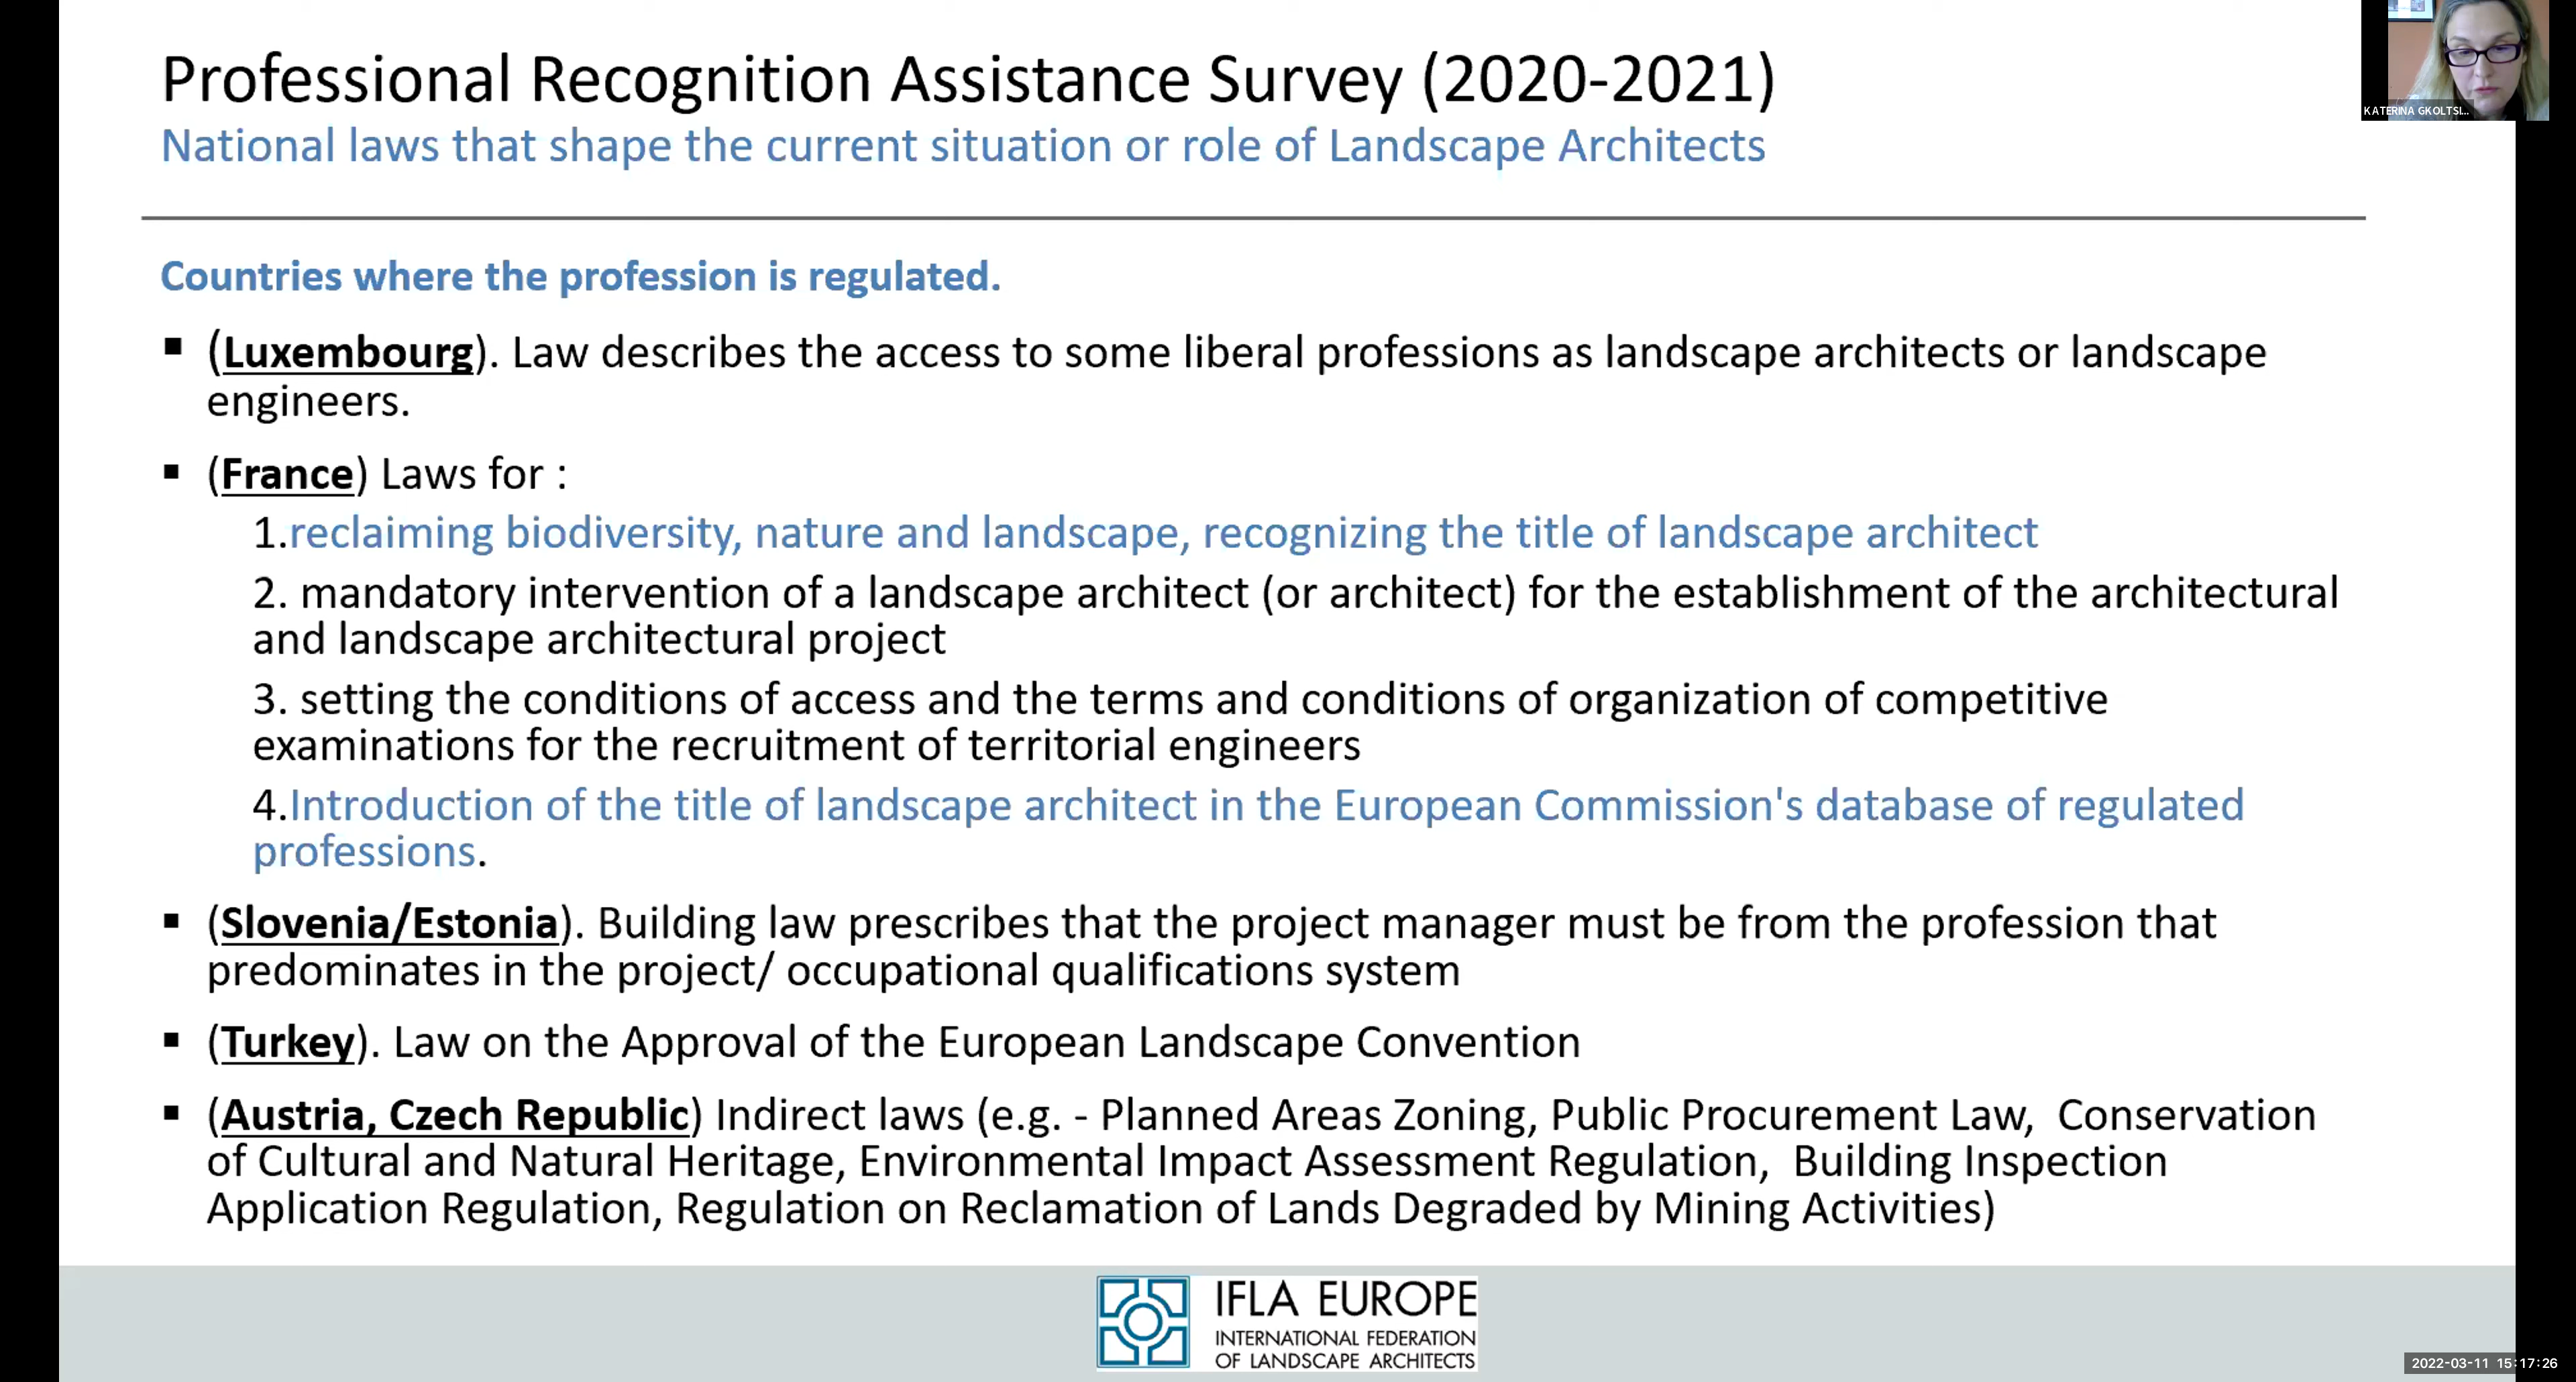 Professional Recognition Assistance Survey (2020-2021)
National laws that shape the current situation or role of Landscape Architects
KATERINA GKOLTSI...
Countries where the profession is regulated.
▪ (Luxembourg). Law describes the access to some liberal professions as landscape architects or landscape
engineers.
▪ (France) Laws for :
1.reclaiming biodiversity, nature and landscape, recognizing the title of landscape architect
2. mandatory intervention of a landscape architect (or architect) for the establishment of the architectural
and landscape architectural project
3. setting the conditions of access and the terms and conditions of organization of competitive
examinations for the recruitment of territorial engineers
4.Introduction of the title of landscape architect in the European Commission's database of regulated
professions.
▪ (Slovenia/Estonia). Building law prescribes that the project manager must be from the profession that
predominates in the project/ occupational qualifications system
▪ (Turkey). Law on the Approval of the European Landscape Convention
▪ (Austria, Czech Republic) Indirect laws (e.g. - Planned Areas Zoning, Public Procurement Law,  Conservation
of Cultural and Natural Heritage, Environmental Impact Assessment Regulation,  Building Inspection
Application Regulation, Regulation on Reclamation of Lands Degraded by Mining Activities)
IFLA EUROPE
INTERNATIONAL FEDERATION
OF LANDSCAPE ARCHITECTS
2022-03-11 15:17:26